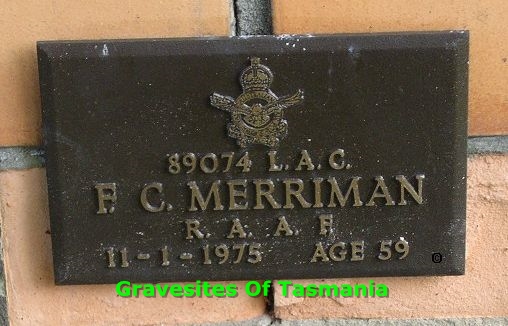 89074 L. A. C.
F. C. MERRIMAN
R. A. A. F.
11-1-1975 AGE 59
Gravesites Of Tasmania